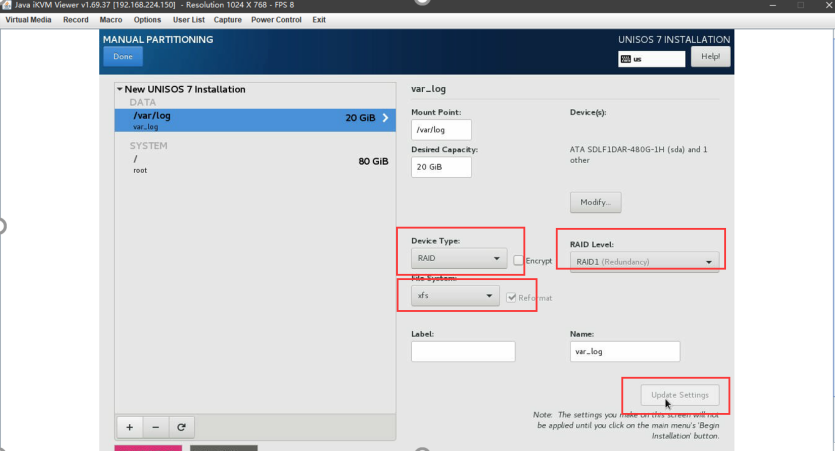 Java iKVM Viewer v1.69.37 [192.168.224.150] - Resolution 1024 X 768 - FPS 8
Virtual Media Record Macro Options User List Capture Power Control Exit
MANUAL PARTITIONING
UNISOS 7 INSTALLATION
Done
us
Help!
New UNISOS 7 Installation
DATA
/var/log
20 GiB
var_log
SYSTEM
/
80 GiB
root
var_log
Mount Point:
Device(s):
/var/log
Desired Capacity:
ATA SDLF1DAR-480G-1H (sda) and 1
other
20 GiB
Modify...
Device Type:
RAID Level:
RAID
Encrypt
RAID1 (Redundancy)
File System:
xfs
Reformat
Label:
Name:
var_log
Update Settings
Note: The settings you make on this screen will not
be applied until you click on the main menu's 'Begin
Installation' button.